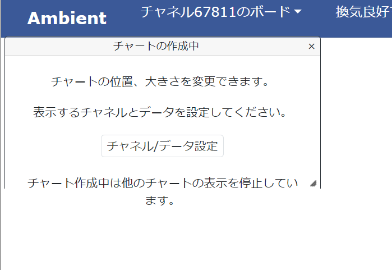 Ambient チャネル67811のボード 換気良好
チャートの作成中 ×
チャートの位置、大きさを変更できます。
表示するチャネルとデータを設定してください。
チャネル/データ設定
チャート作成中は他のチャートの表示を停止してい
ます。